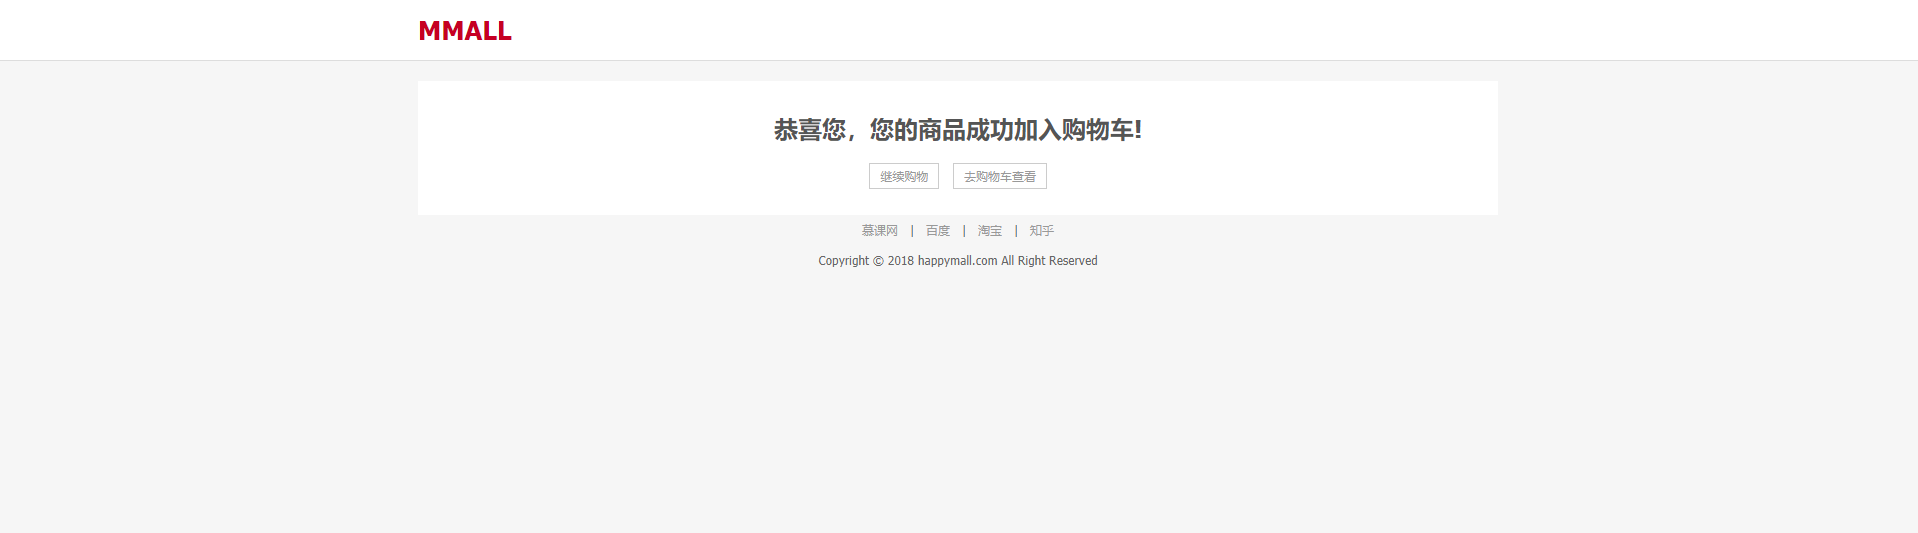 MMALL
恭喜您，您的商品成功加入购物车!
继续购物 去购物车查看
慕课网 | 百度 | 淘宝 | 知乎
Copyright © 2018 happymall.com All Right Reserved